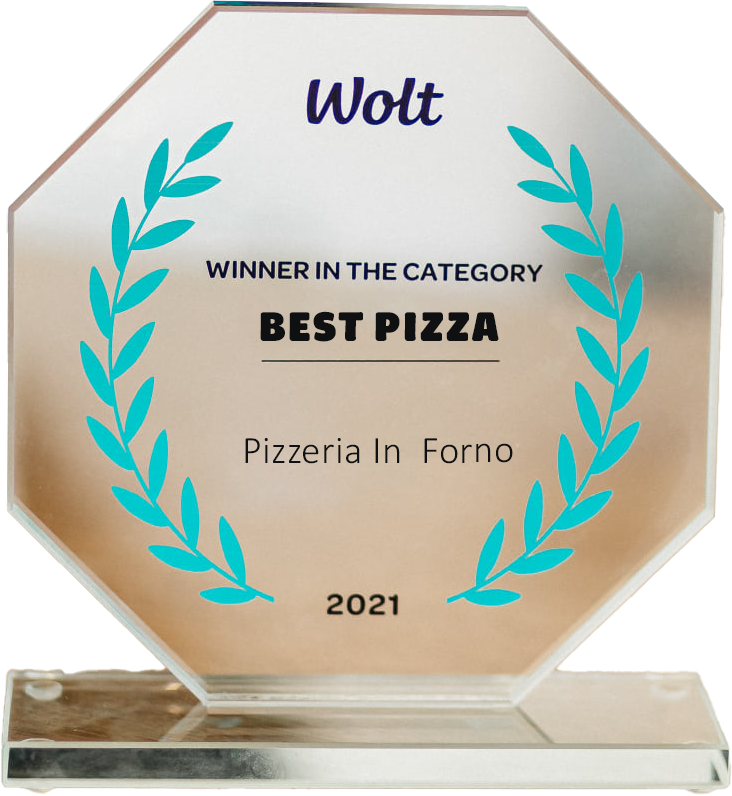 Wolt
WINNER IN THE CATEGORY
BEST PIZZA
Pizzeria In Forno
2021